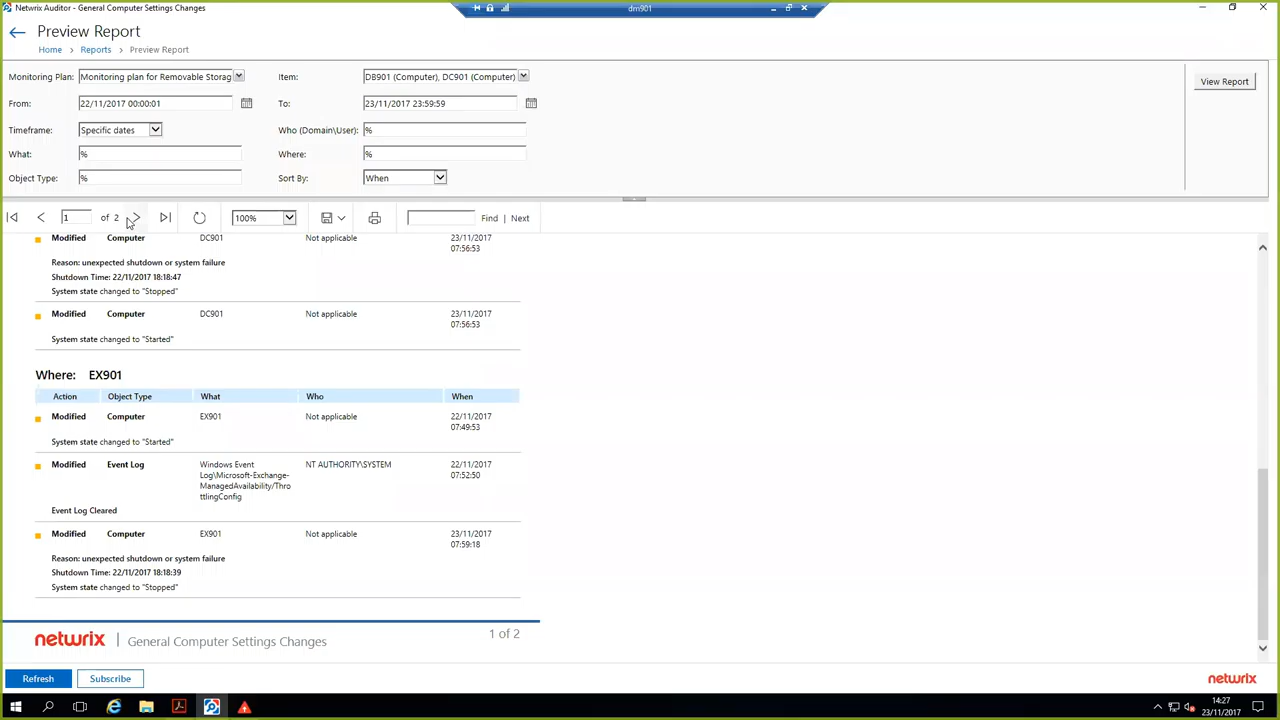 Netwrix Auditor - General Computer Settings Changes
dm901
Preview Report
Home > Reports > Preview Report
Monitoring Plan: Monitoring plan for Removable Storag
Item: DB901 (Computer), DC901 (Computer)
View Report
From: 22/11/2017 00:00:01
To: 23/11/2017 23:59:59
Timeframe: Specific dates
Who (Domain\User): %
What: %
Where: %
Object Type: %
Sort By: When
1 of 2
100%
Find | Next
Modified Computer DC901 Not applicable 23/11/2017
07:56:53
Reason: unexpected shutdown or system failure
Shutdown Time: 22/11/2017 18:18:47
System state changed to "Stopped"
Modified Computer DC901 Not applicable 23/11/2017
07:56:53
System state changed to "Started"
Where: EX901
Action Object Type What Who When
Modified Computer EX901 Not applicable 22/11/2017
07:49:53
System state changed to "Started"
Modified Event Log Windows Event NT AUTHORITY\SYSTEM 22/11/2017
Log\Microsoft-Exchange- 07:52:50
ManagedAvailability/Thro
ttlingConfig
Event Log Cleared
Modified Computer EX901 Not applicable 23/11/2017
07:59:18
Reason: unexpected shutdown or system failure
Shutdown Time: 22/11/2017 18:18:39
System state changed to "Stopped"
netwrix | General Computer Settings Changes 1 of 2
Refresh
Subscribe
netwrix
14:27
23/11/2017